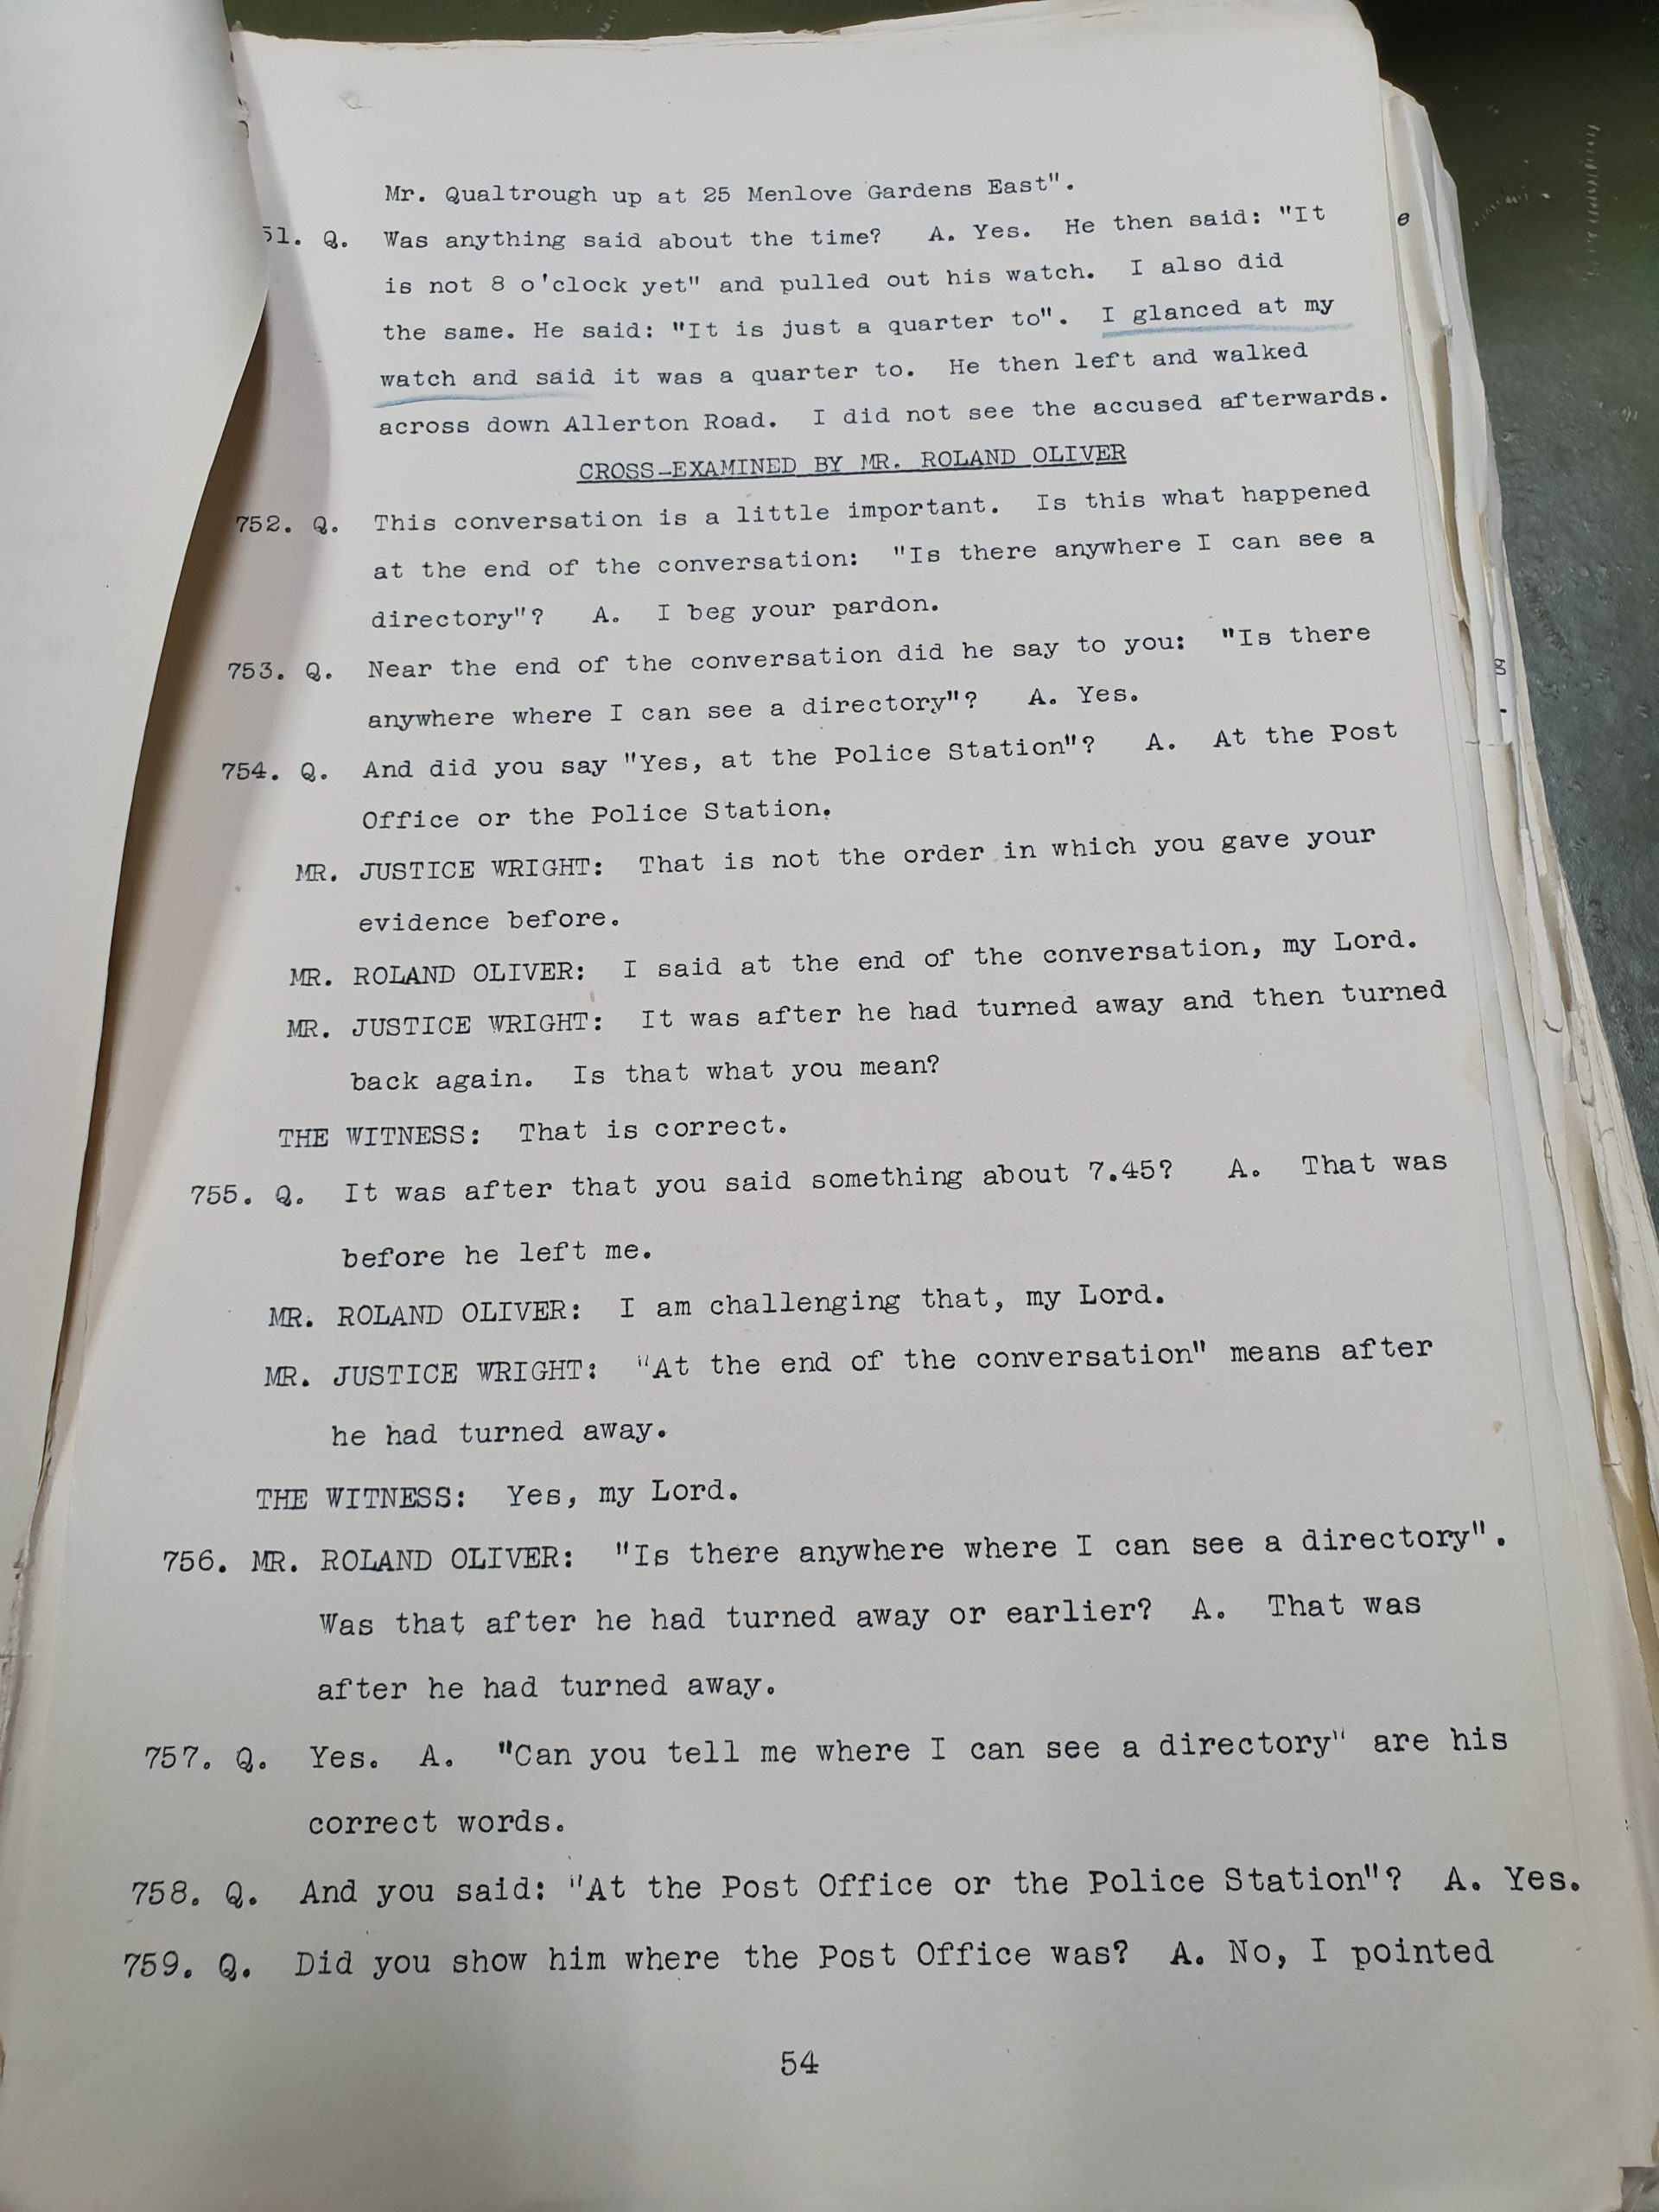 Mr. Qualtrough up at 25 Menlove Gardens East".
51. Q. Was anything said about the time? A. Yes. He then said: "It
is not 8 o'clock yet" and pulled out his watch. I also did
the same. He said: "It is just a quarter to". I glanced at my
watch and said it was a quarter to. He then left and walked
across down Allerton Road. I did not see the accused afterwards.
CROSS-EXAMINED BY MR. ROLAND OLIVER
752. Q. This conversation is a little important. Is this what happened
at the end of the conversation: "Is there anywhere I can see a
directory"? A. I beg your pardon.
753. Q. Near the end of the conversation did he say to you: "Is there
anywhere where I can see a directory"? A. Yes.
754. Q. And did you say "Yes, at the Police Station"? A. At the Post
Office or the Police Station.
MR. JUSTICE WRIGHT: That is not the order in which you gave your
evidence before.
MR. ROLAND OLIVER: I said at the end of the conversation, my Lord.
MR. JUSTICE WRIGHT: It was after he had turned away and then turned
back again. Is that what you mean?
THE WITNESS: That is correct.
755. Q. It was after that you said something about 7.45? A. That was
before he left me.
MR. ROLAND OLIVER: I am challenging that, my Lord.
MR. JUSTICE WRIGHT: "At the end of the conversation" means after
he had turned away.
THE WITNESS: Yes, my Lord.
756. MR. ROLAND OLIVER: "Is there anywhere where I can see a directory".
Was that after he had turned away or earlier? A. That was
after he had turned away.
757. Q. Yes. A. "Can you tell me where I can see a directory" are his
correct words.
758. Q. And you said: "At the Post Office or the Police Station"? A. Yes.
759. Q. Did you show him where the Post Office was? A. No, I pointed
54